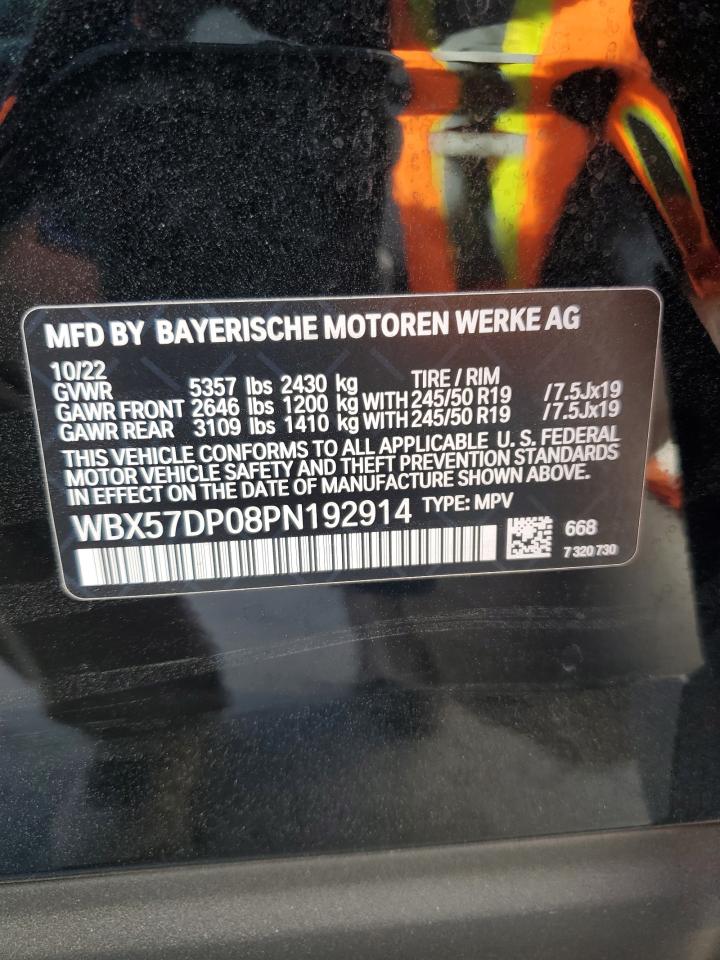 MFD BY BAYERISCHE MOTOREN WERKE AG
10/22
GVWR 5357 lbs 2430 kg TIRE / RIM
GAWR FRONT 2646 lbs 1200 kg WITH 245/50 R19 /7.5Jx19
GAWR REAR 3109 lbs 1410 kg WITH 245/50 R19 /7.5Jx19
THIS VEHICLE CONFORMS TO ALL APPLICABLE U. S. FEDERAL
MOTOR VEHICLE SAFETY AND THEFT PREVENTION STANDARDS
IN EFFECT ON THE DATE OF MANUFACTURE SHOWN ABOVE.
WBX57DP08PN192914 TYPE: MPV
668
7 320 730